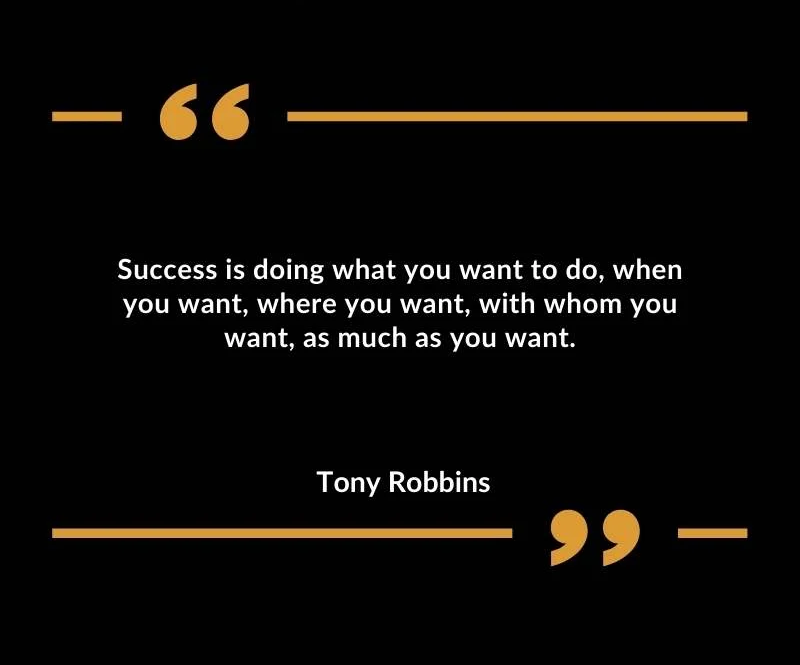 “
Success is doing what you want to do, when
you want, where you want, with whom you
want, as much as you want.
Tony Robbins
”